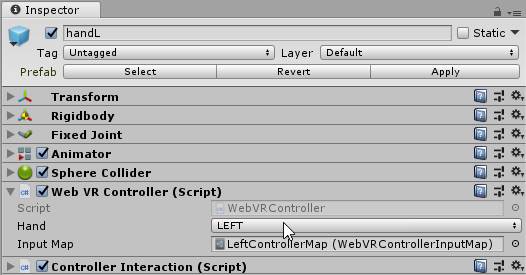 Inspector
handL Static
Tag Untagged Layer Default
Prefab Select Revert Apply
Transform
Rigidbody
Fixed Joint
Animator
Sphere Collider
Web VR Controller (Script)
Script WebVRController
Hand LEFT
Input Map LeftControllerMap (WebVRControllerInputMap)
Controller Interaction (Script)